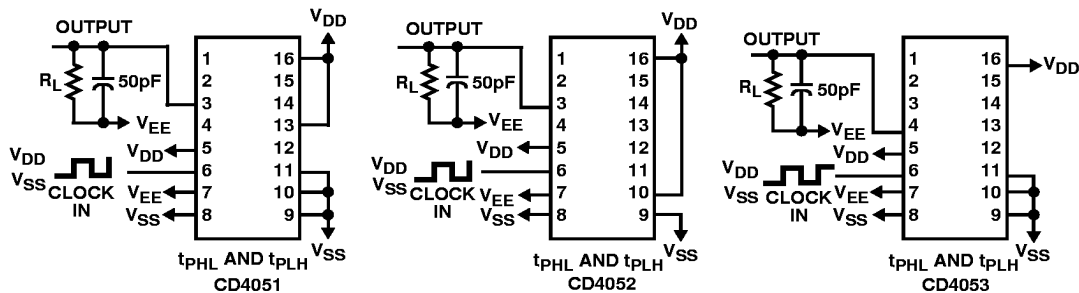 OUTPUT
VDD
RL
50pF
VEE
1
2
3
4
5
6
7
8
16
15
14
13
12
11
10
9
VDD
VDD
VSS
CLOCK
IN
VEE
VSS
VSS
tPHL AND tPLH
CD4051
OUTPUT
VDD
RL
50pF
VEE
1
2
3
4
5
6
7
8
16
15
14
13
12
11
10
9
VDD
VDD
VSS
CLOCK
IN
VEE
VSS
VSS
tPHL AND tPLH
CD4052
OUTPUT
VDD
RL
50pF
VEE
1
2
3
4
5
6
7
8
16
15
14
13
12
11
10
9
VDD
VDD
VSS
CLOCK
IN
VEE
VSS
VSS
tPHL AND tPLH
CD4053